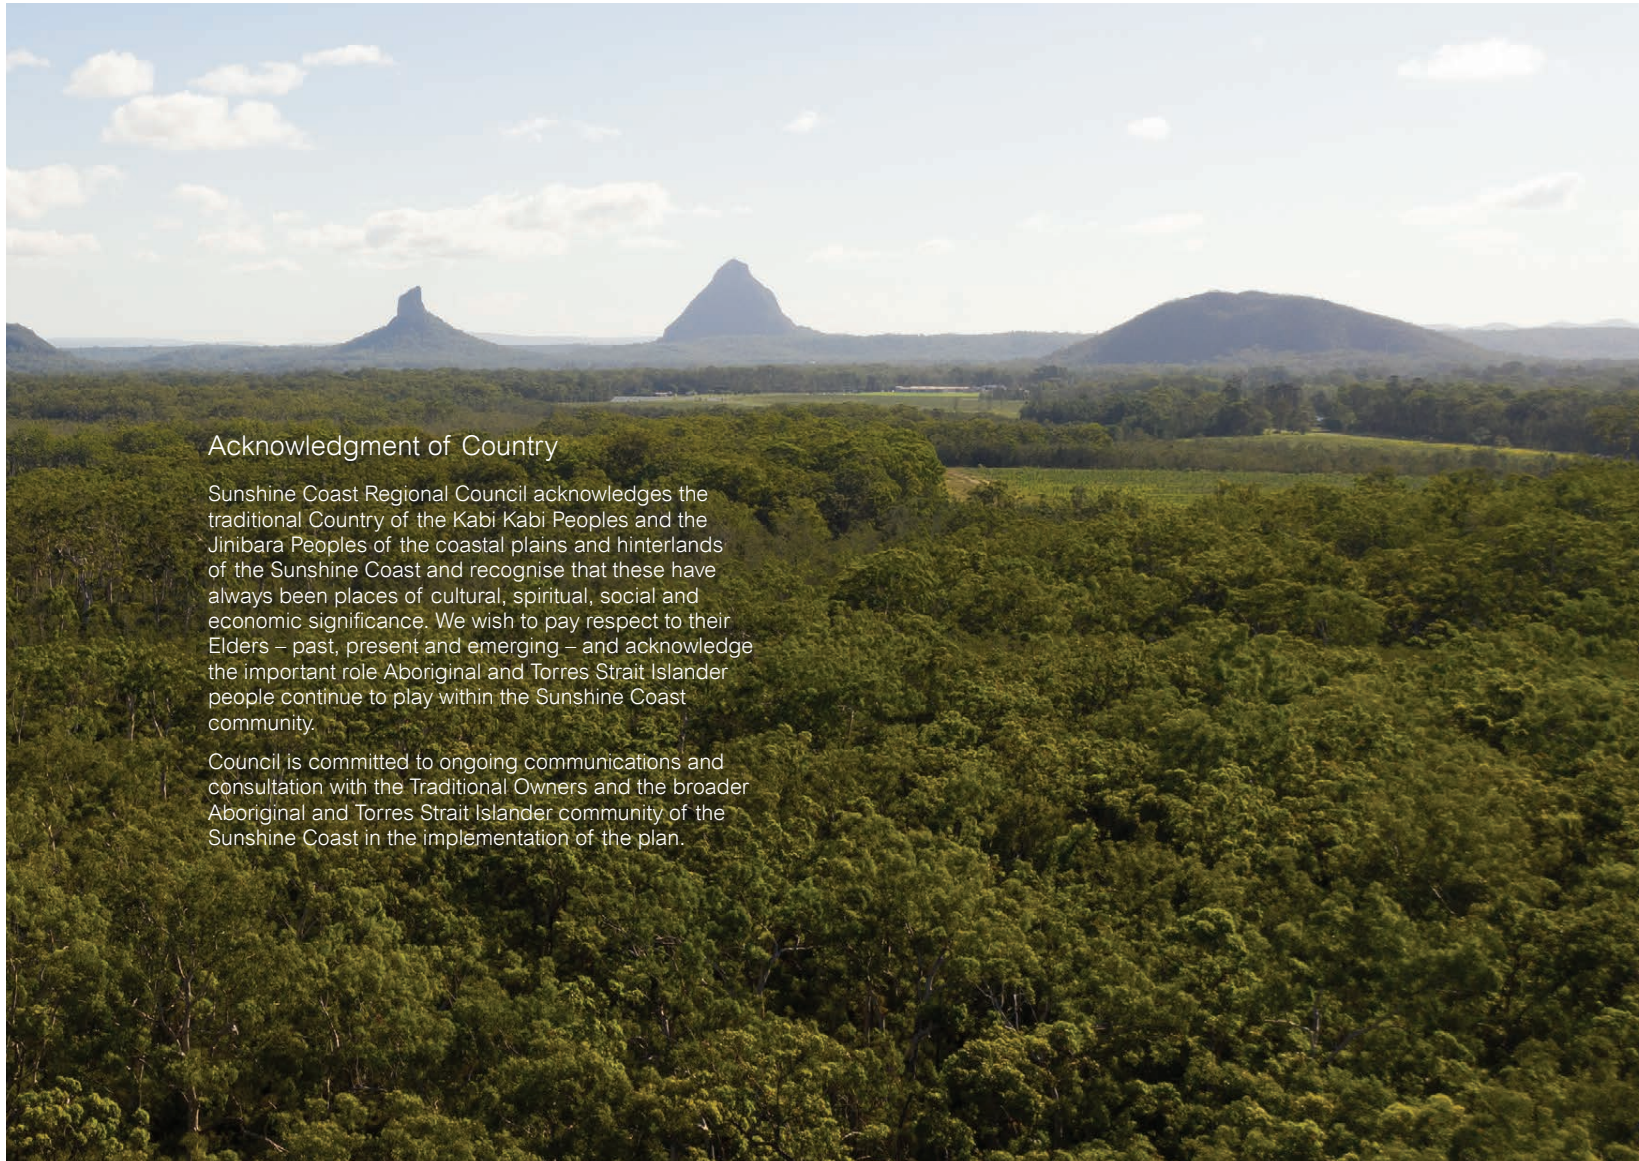 Acknowledgment of Country
Sunshine Coast Regional Council acknowledges the
traditional Country of the Kabi Kabi Peoples and the
Jinibara Peoples of the coastal plains and hinterlands
of the Sunshine Coast and recognise that these have
always been places of cultural, spiritual, social and
economic significance. We wish to pay respect to their
Elders – past, present and emerging – and acknowledge
the important role Aboriginal and Torres Strait Islander
people continue to play within the Sunshine Coast
community.
Council is committed to ongoing communications and
consultation with the Traditional Owners and the broader
Aboriginal and Torres Strait Islander community of the
Sunshine Coast in the implementation of the plan.